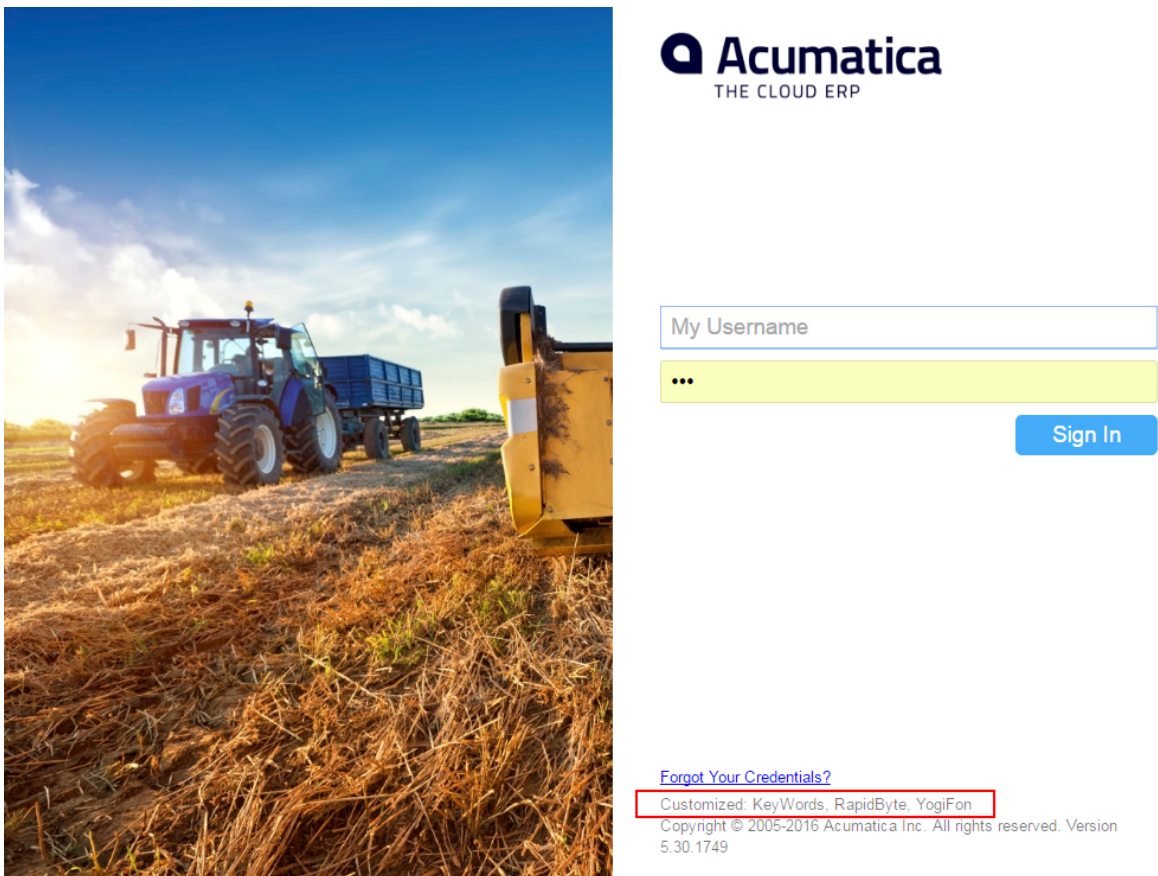 Acumatica
THE CLOUD ERP
My Username
•••
Sign In
Forgot Your Credentials?
Customized: KeyWords, RapidByte, YogiFon
Copyright © 2005-2016 Acumatica Inc. All rights reserved. Version
5.30.1749